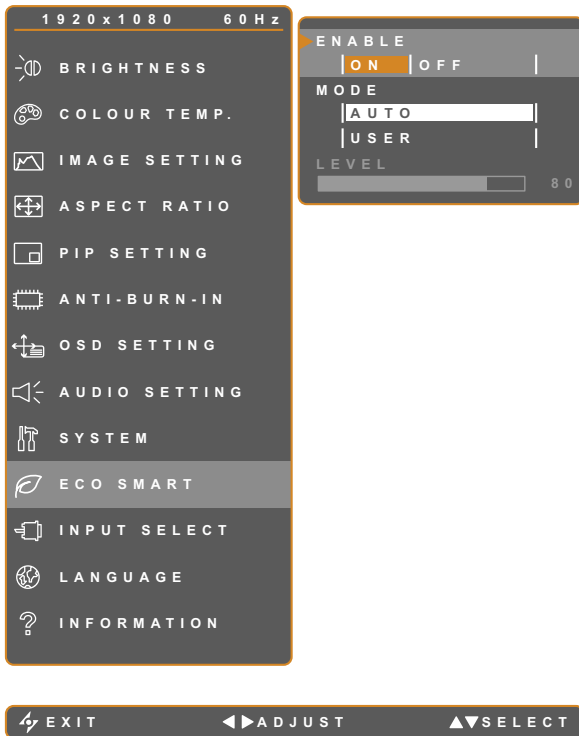 1920x1080 60Hz
BRIGHTNESS
COLOUR TEMP.
IMAGE SETTING
ASPECT RATIO
PIP SETTING
ANTI-BURN-IN
OSD SETTING
AUDIO SETTING
SYSTEM
ECO SMART
INPUT SELECT
LANGUAGE
INFORMATION
ENABLE
ON OFF
MODE
AUTO
USER
LEVEL
80
EXIT ADJUST SELECT